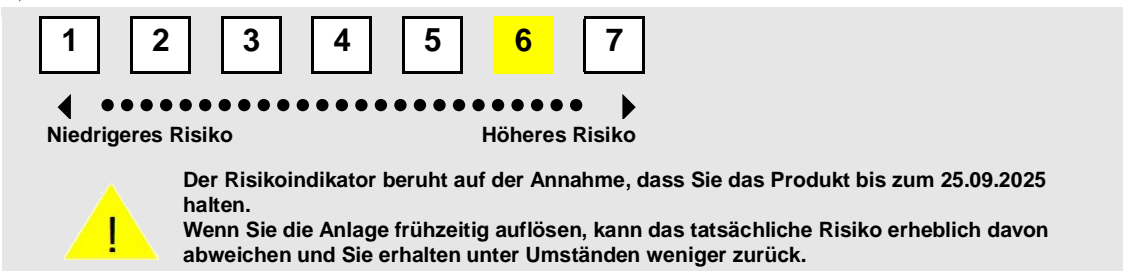 1 2 3 4 5 6 7
Niedrigeres Risiko Höheres Risiko
Der Risikoindikator beruht auf der Annahme, dass Sie das Produkt bis zum 25.09.2025
halten.
Wenn Sie die Anlage frühzeitig auflösen, kann das tatsächliche Risiko erheblich davon
abweichen und Sie erhalten unter Umständen weniger zurück.
!